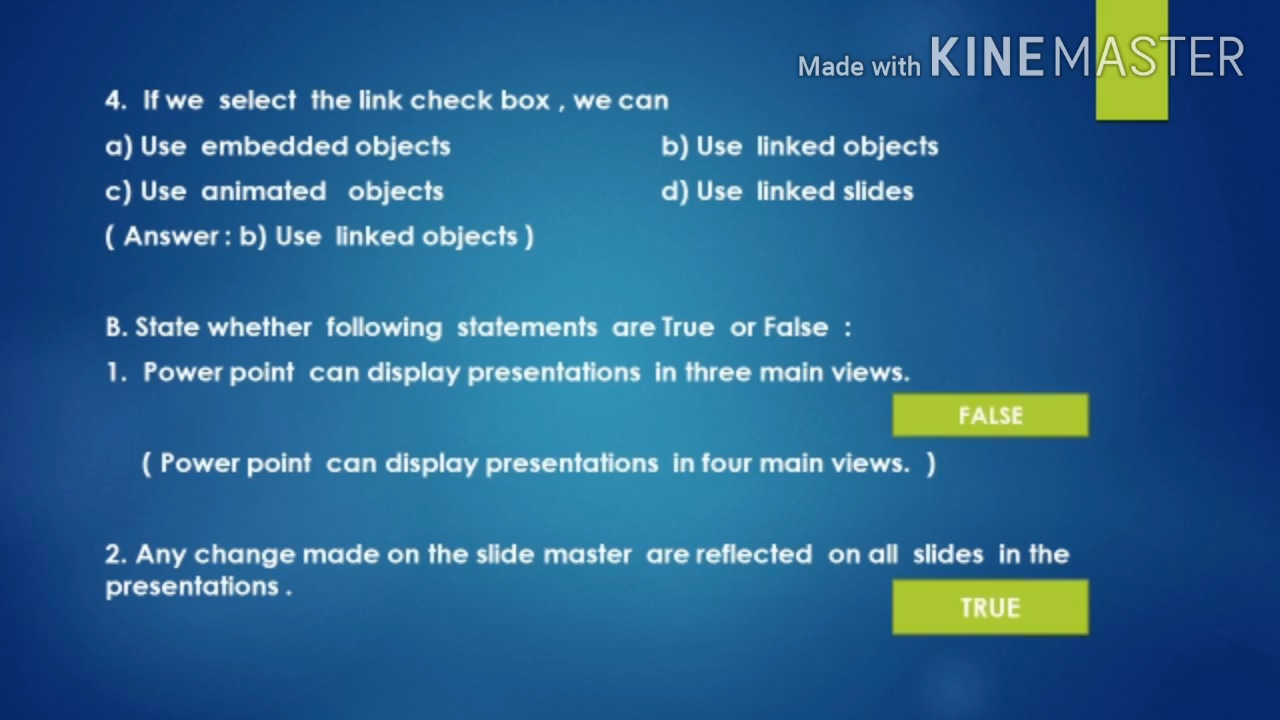 Made with KINEMASTER
4. If we select the link check box , we can
a) Use embedded objects b) Use linked objects
c) Use animated objects d) Use linked slides
( Answer : b) Use linked objects )
B. State whether following statements are True or False :
1. Power point can display presentations in three main views.
FALSE
( Power point can display presentations in four main views. )
2. Any change made on the slide master are reflected on all slides in the
presentations .
TRUE